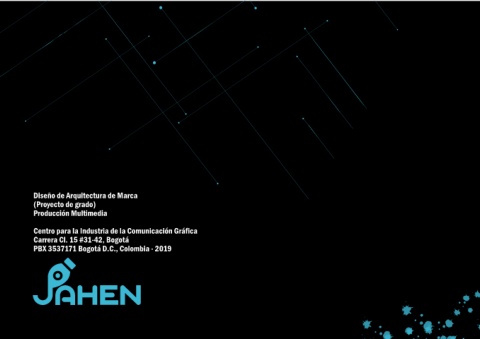 Diseño de Arquitectura de Marca
(Proyecto de grado)
Producción Multimedia
Centro para la Industria de la Comunicación Gráfica
Carrera Cl. 15 #31-42, Bogotá
PBX 3537171 Bogotá D.C., Colombia - 2019
JAHEN